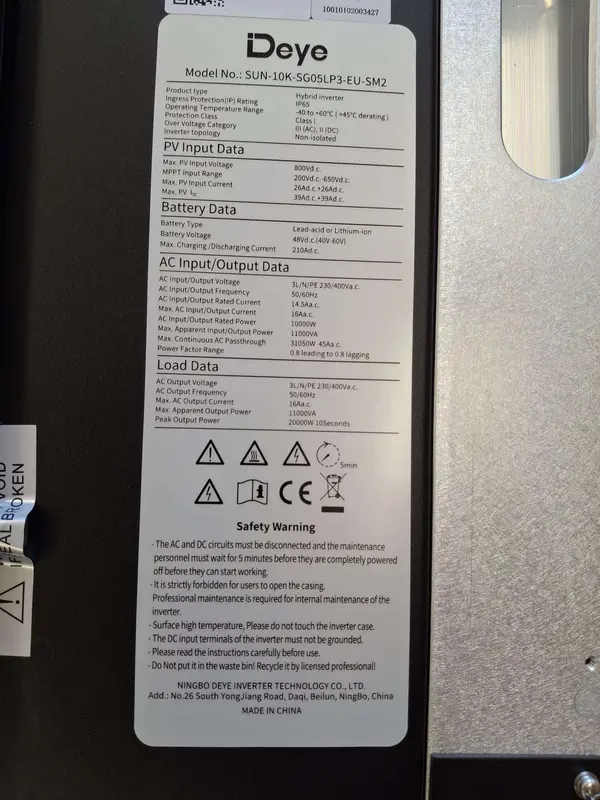 10010102003427
Deye
Model No.: SUN-10K-SG05LP3-EU-SM2
Product type Hybrid inverter
Ingress Protection(IP) Rating IP65
Operating Temperature Range -40 to +60℃ ( >45℃ derating )
Protection Class Class I
Over Voltage Category III (AC), II (DC)
Inverter topology Non-isolated
PV Input Data
Max. PV Input Voltage 800Vd.c.
MPPT Input Range 200Vd.c.-650Vd.c.
Max. PV Input Current 26Ad.c.+26Ad.c.
Max. PV Isc 39Ad.c.+39Ad.c.
Battery Data
Battery Type Lead-acid or Lithium-ion
Battery Voltage 48Vd.c.(40V-60V)
Max. Charging /Discharging Current 210Ad.c.
AC Input/Output Data
AC Input/Output Voltage 3L/N/PE 230/400Va.c.
AC Input/Output Frequency 50/60Hz
AC Input/Output Rated Current 14.5Aa.c.
Max. AC Input/Output Current 16Aa.c.
AC Input/Output Rated Power 10000W
Max. Apparent Input/Output Power 11000VA
Max. Continuous AC Passthrough 31050W 45Aa.c.
Power Factor Range 0.8 leading to 0.8 lagging
Load Data
AC Output Voltage 3L/N/PE 230/400Va.c.
AC Output Frequency 50/60Hz
Max. AC Output Current 16Aa.c.
Max. Apparent Output Power 11000VA
Peak Output Power 20000W 10Seconds
5min
CE
Safety Warning
- The AC and DC circuits must be disconnected and the maintenance
personnel must wait for 5 minutes before they are completely powered
off before they can start working.
- It is strictly forbidden for users to open the casing.
Professional maintenance is required for internal maintenance of the
inverter.
- Surface high temperature, Please do not touch the inverter case.
- The DC input terminals of the inverter must not be grounded.
- Please read the instructions carefully before use.
- Do Not put it in the waste bin! Recycle it by licensed professional!
NINGBO DEYE INVERTER TECHNOLOGY CO., LTD.
Add.: No.26 South YongJiang Road, Daqi, Beilun, NingBo, China
MADE IN CHINA
VOID
IF SEAL BROKEN